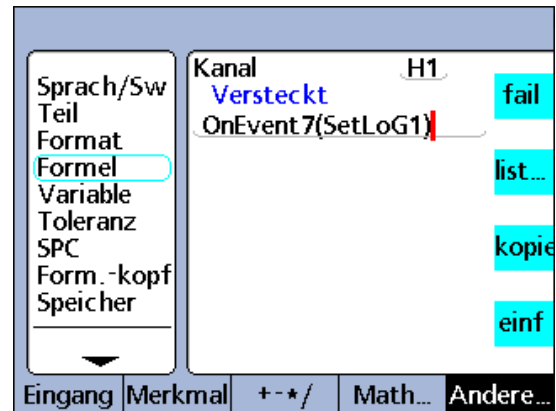 Sprach/Sw
Teil
Format
Formel
Variable
Toleranz
SPC
Form.-kopf
Speicher
Kanal H1
Versteckt
OnEvent7(SetLoG1)
fail
list...
kopie
einf
Eingang Merkmal +-*/ Math... Andere...